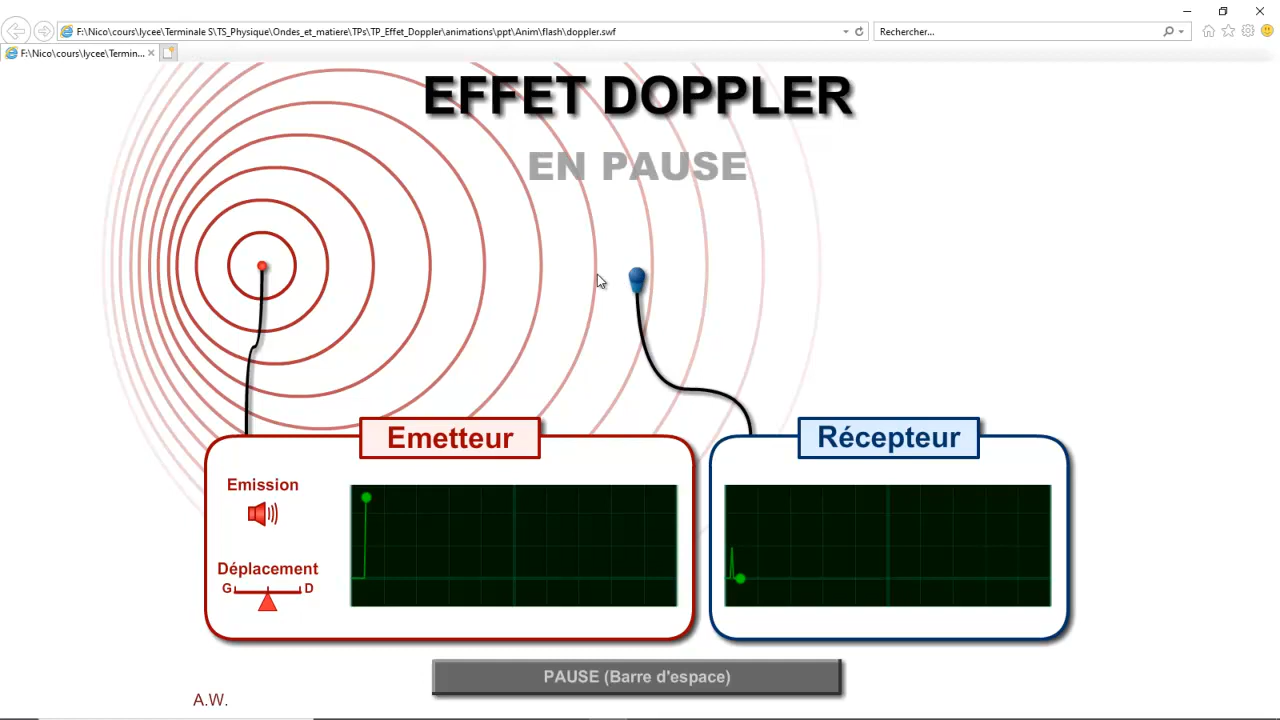 F:\Nico\cours\lycee\Terminale S\TS_Physique\Ondes_et_matiere\TPs\TP_Effet_Doppler\animations\ppt\Anim\flash\doppler.swf
Rechercher...
F:\Nico\cours\lycee\Termin...
EFFET DOPPLER
EN PAUSE
Emetteur
Récepteur
Emission
Déplacement
G D
PAUSE (Barre d'espace)
A.W.